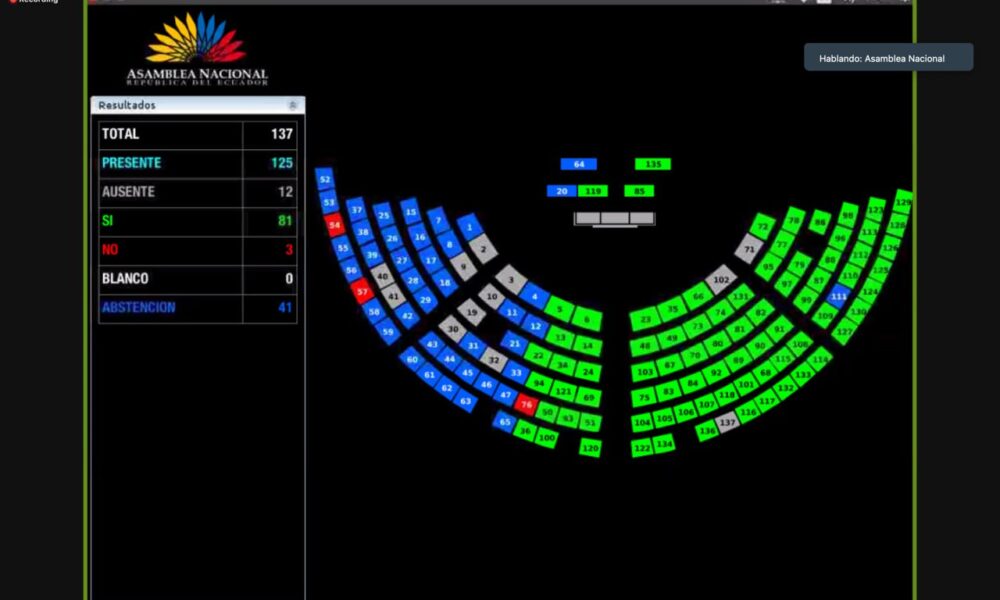 Recording
ASAMBLEA NACIONAL
REPÚBLICA DEL ECUADOR
Hablando: Asamblea Nacional
Resultados
TOTAL 137
PRESENTE 125
AUSENTE 12
SI 81
NO 3
BLANCO 0
ABSTENCION 41
64 135
20 119 85
52 53 54 55 56 57 58 59
37 38 39 40 41 42
25 26 27 28 29
15 16 17 18
7 8 9
1 2
3 4 5 6
10 11 12 13 14
19 21 22 34 24
30 31 32 33 94 121 69
43 44 45 46 47 76 50 93 51
60 61 62 63 65 36 100 120
23 35 66 102 71 72
48 49 73 74 131 95 77 78
103 67 70 80 81 82 97 79 86
75 83 84 92 89 90 91 99 87 88 96 98
104 105 106 107 118 101 68 115 108 109 111 110 112 113 123
122 134 136 137 116 117 132 133 114 127 130 124 125 126 128 129